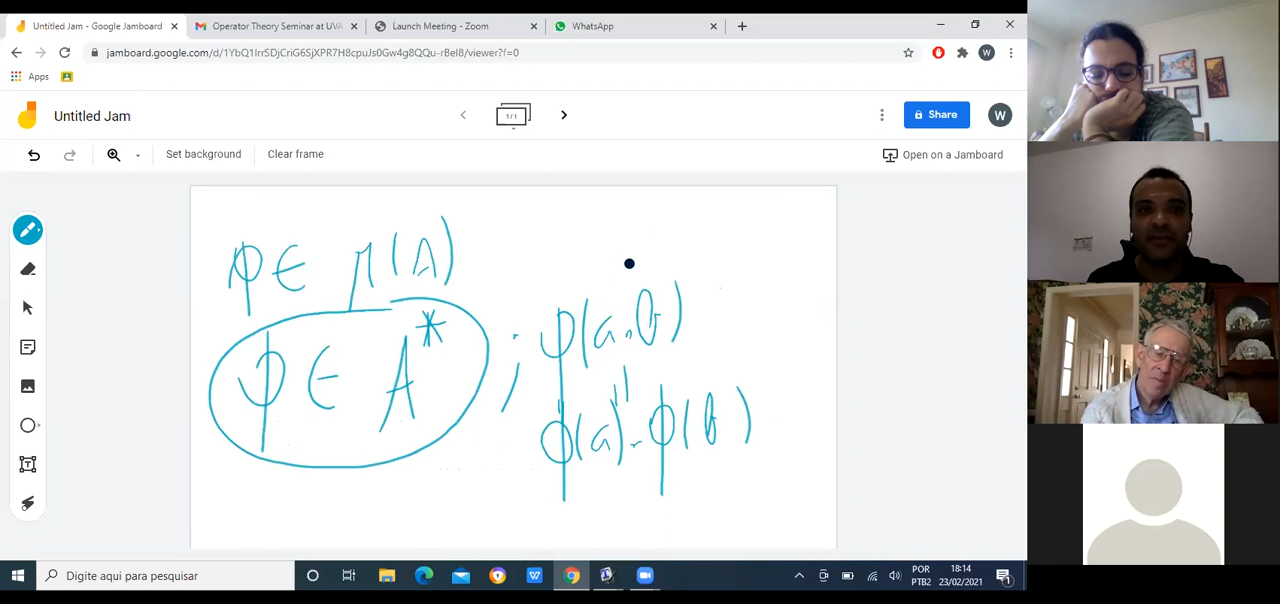 Untitled Jam - Google Jamboard
Operator Theory Seminar at UVA
Launch Meeting - Zoom
WhatsApp
jamboard.google.com/d/1YbQ1IrrSDjCriG6SjXPR7H8cpuJs0Gw4g8QQu-rBeI8/viewer?f=0
W
Apps
Untitled Jam
1/1
Share
W
Set background
Clear frame
Open on a Jamboard
φ ∈ M(A)
φ ∈ A* ; φ(a.b)
||
φ(a).φ(b)
Digite aqui para pesquisar
POR
PTB2
18:14
23/02/2021
1